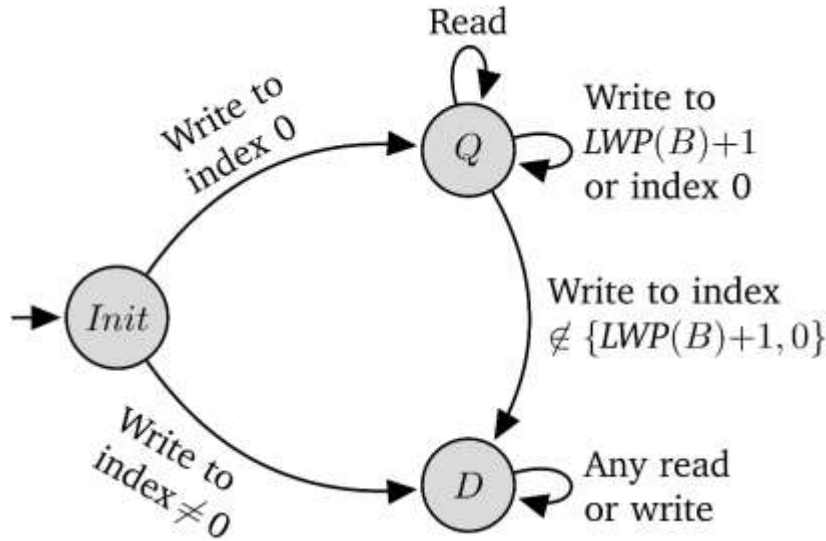 Read
Write to
index 0
Q
Write to
LWP(B)+1
or index 0
Init
Write to index
∉ {LWP(B)+1, 0}
Write to
index≠0
D
Any read
or write